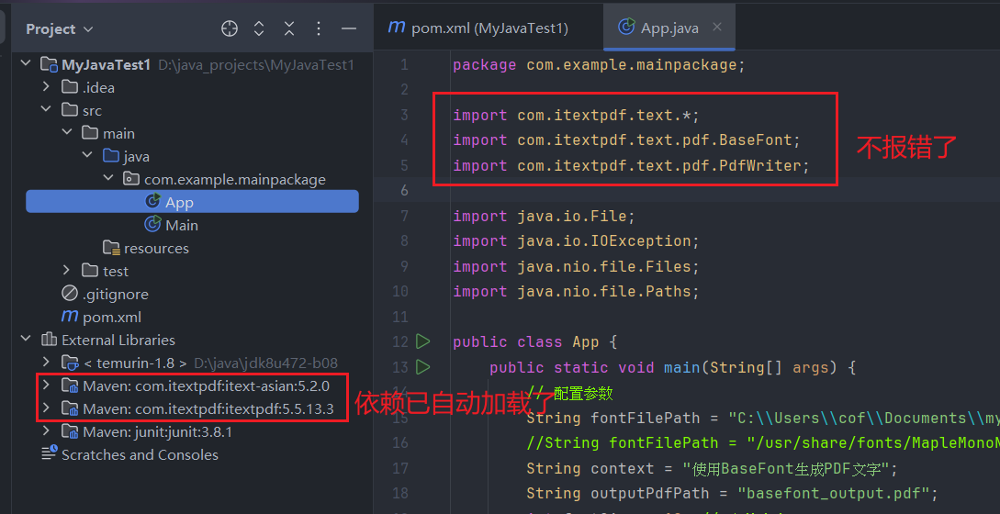 Project
MyJavaTest1 D:\java_projects\MyJavaTest1
.idea
src
main
java
com.example.mainpackage
App
Main
resources
test
.gitignore
pom.xml
External Libraries
< temurin-1.8 > D:\java\jdk8u472-b08
Maven: com.itextpdf:itext-asian:5.2.0
Maven: com.itextpdf:itextpdf:5.5.13.3
Maven: junit:junit:3.8.1
Scratches and Consoles
依赖已自动加载了
pom.xml (MyJavaTest1)
App.java
1 package com.example.mainpackage;
2
3 import com.itextpdf.text.*;
4 import com.itextpdf.text.pdf.BaseFont;
5 import com.itextpdf.text.pdf.PdfWriter;
不报错了
6
7 import java.io.File;
8 import java.io.IOException;
9 import java.nio.file.Files;
10 import java.nio.file.Paths;
11
12 public class App {
13 public static void main(String[] args) {
// 配置参数
15 String fontFilePath = "C:\\Users\\cof\\Documents\\my
16 //String fontFilePath = "/usr/share/fonts/MapleMono
17 String context = "使用BaseFont生成PDF文字";
18 String outputPdfPath = "basefont_output.pdf";